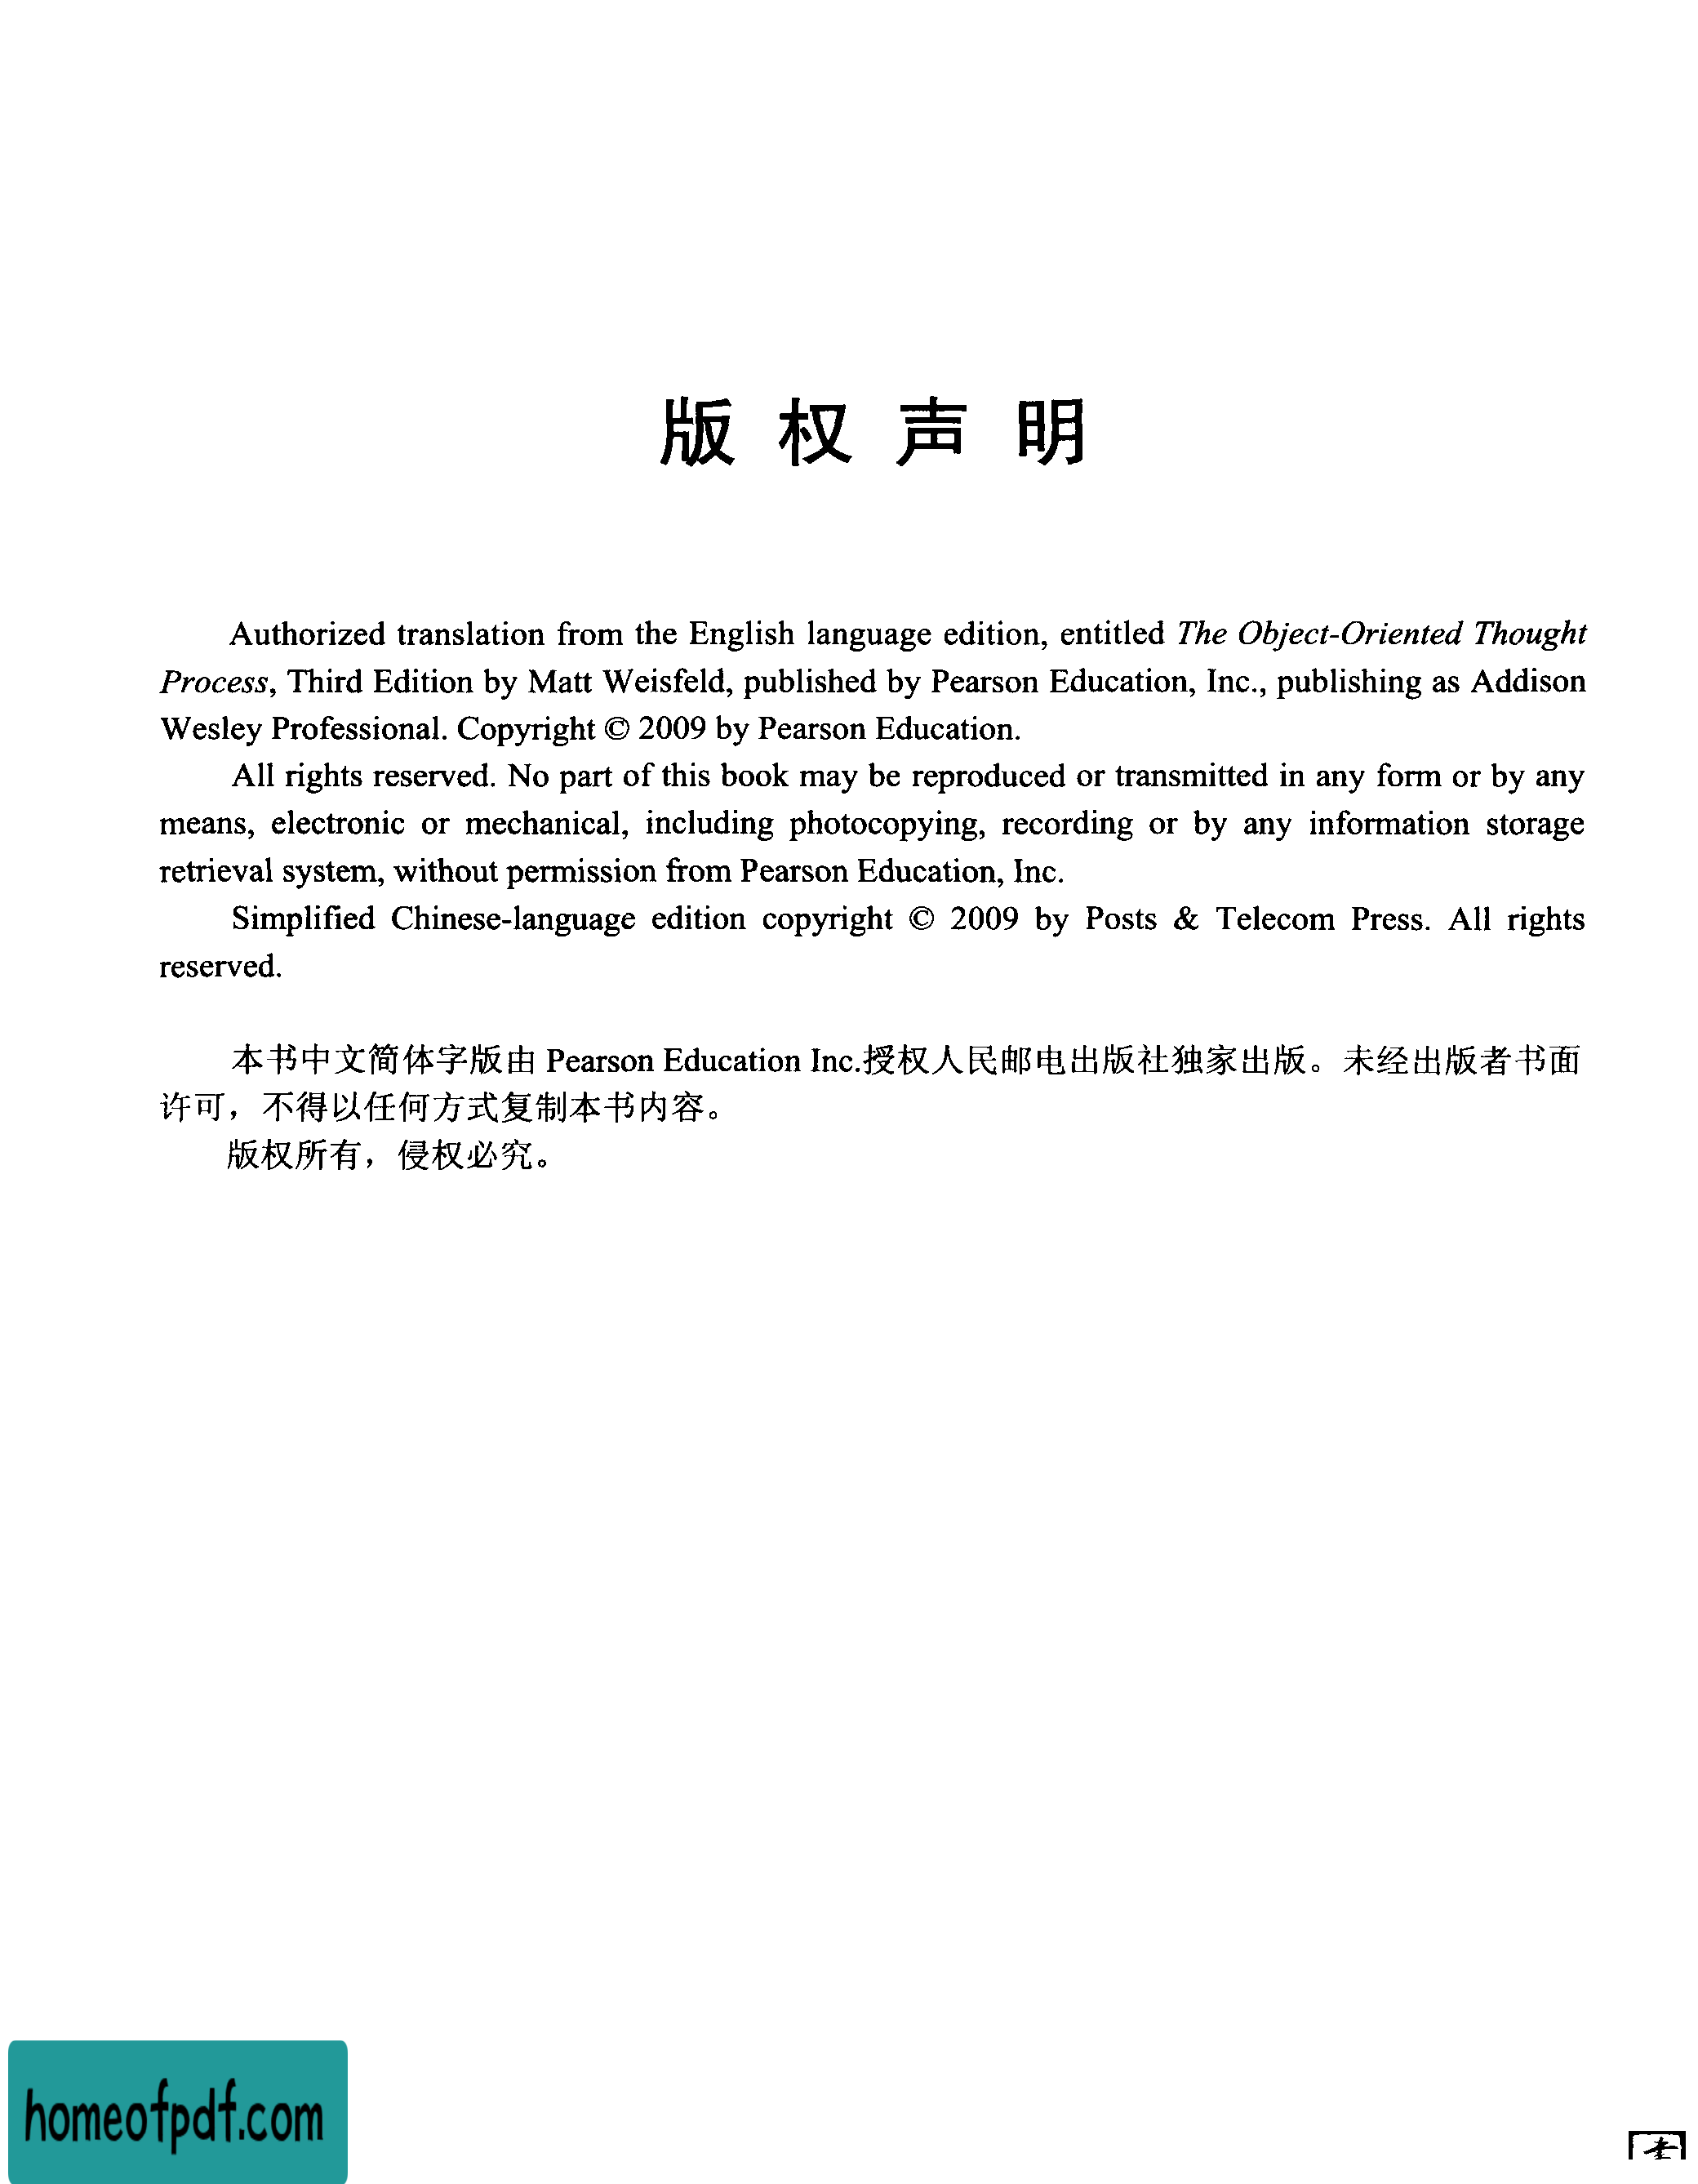 版 权 声 明
Authorized translation from the English language edition, entitled The Object-Oriented Thought
Process, Third Edition by Matt Weisfeld, published by Pearson Education, Inc., publishing as Addison
Wesley Professional. Copyright © 2009 by Pearson Education.
All rights reserved. No part of this book may be reproduced or transmitted in any form or by any
means, electronic or mechanical, including photocopying, recording or by any information storage
retrieval system, without permission from Pearson Education, Inc.
Simplified Chinese-language edition copyright © 2009 by Posts & Telecom Press. All rights
reserved.
本书中文简体字版由 Pearson Education Inc.授权人民邮电出版社独家出版。未经出版者书面
许可，不得以任何方式复制本书内容。
版权所有，侵权必究。
homeofpdf.com